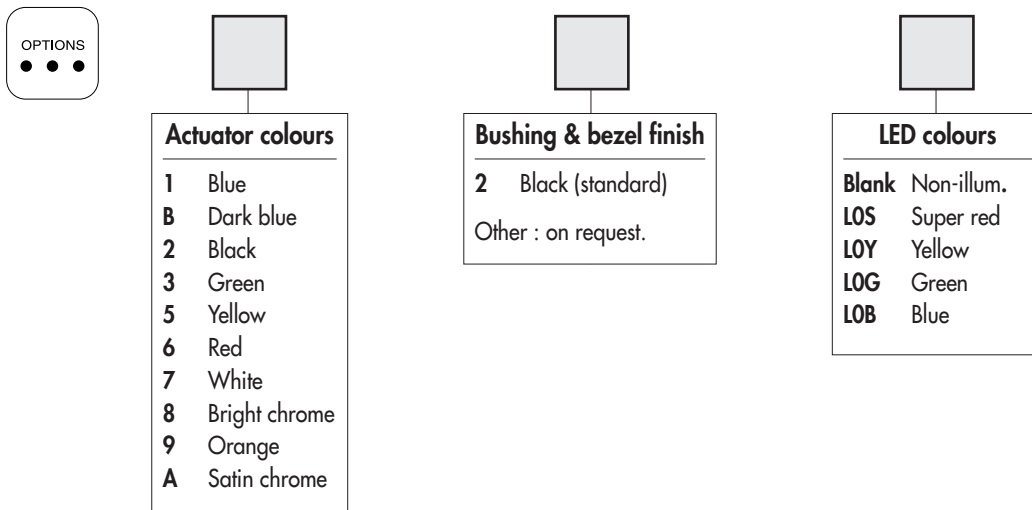 OPTIONS
Actuator colours
1 Blue
B Dark blue
2 Black
3 Green
5 Yellow
6 Red
7 White
8 Bright chrome
9 Orange
A Satin chrome
Bushing & bezel finish
2 Black (standard)
Other : on request.
LED colours
Blank Non-illum.
L0S Super red
L0Y Yellow
L0G Green
L0B Blue